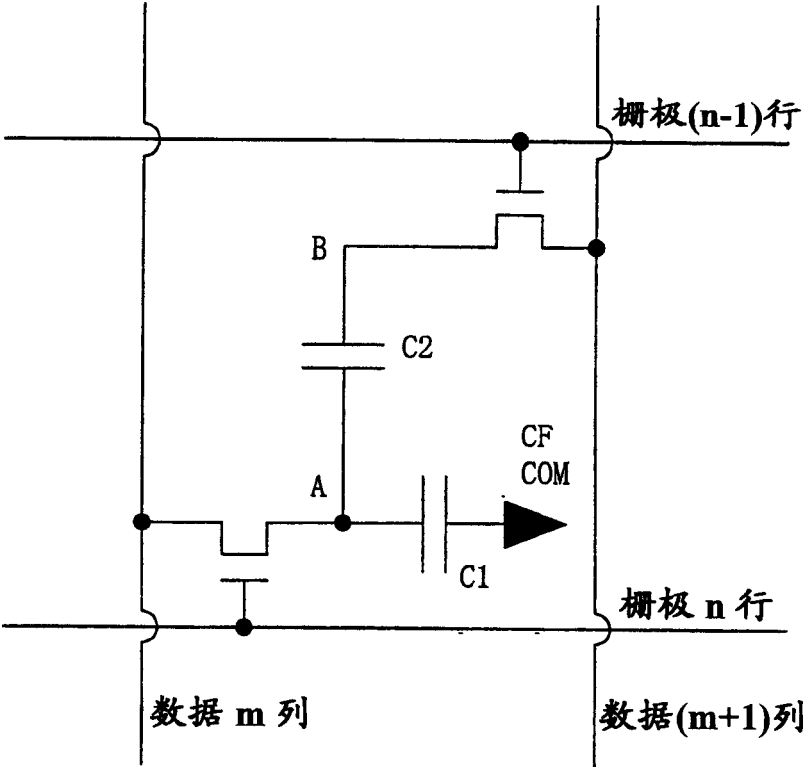 栅极(n-1)行
B
C2
CF
COM
A
C1
栅极 n 行
数据 m 列
数据(m+1)列